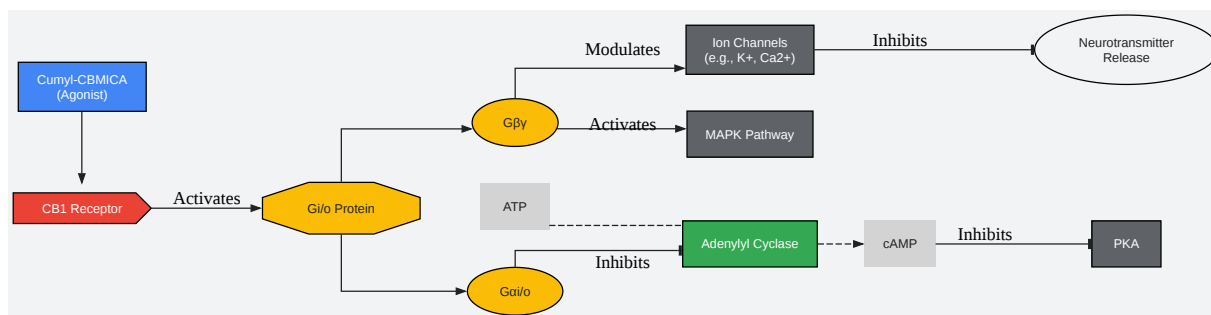 Cumyl-CBMICA
(Agonist)
CB1 Receptor
Activates
Gi/o Protein
Gβγ
Modulates
Ion Channels
(e.g., K+, Ca2+)
Inhibits
Neurotransmitter
Release
Activates
MAPK Pathway
ATP
Gαi/o
Inhibits
Adenylyl Cyclase
cAMP
Inhibits
PKA